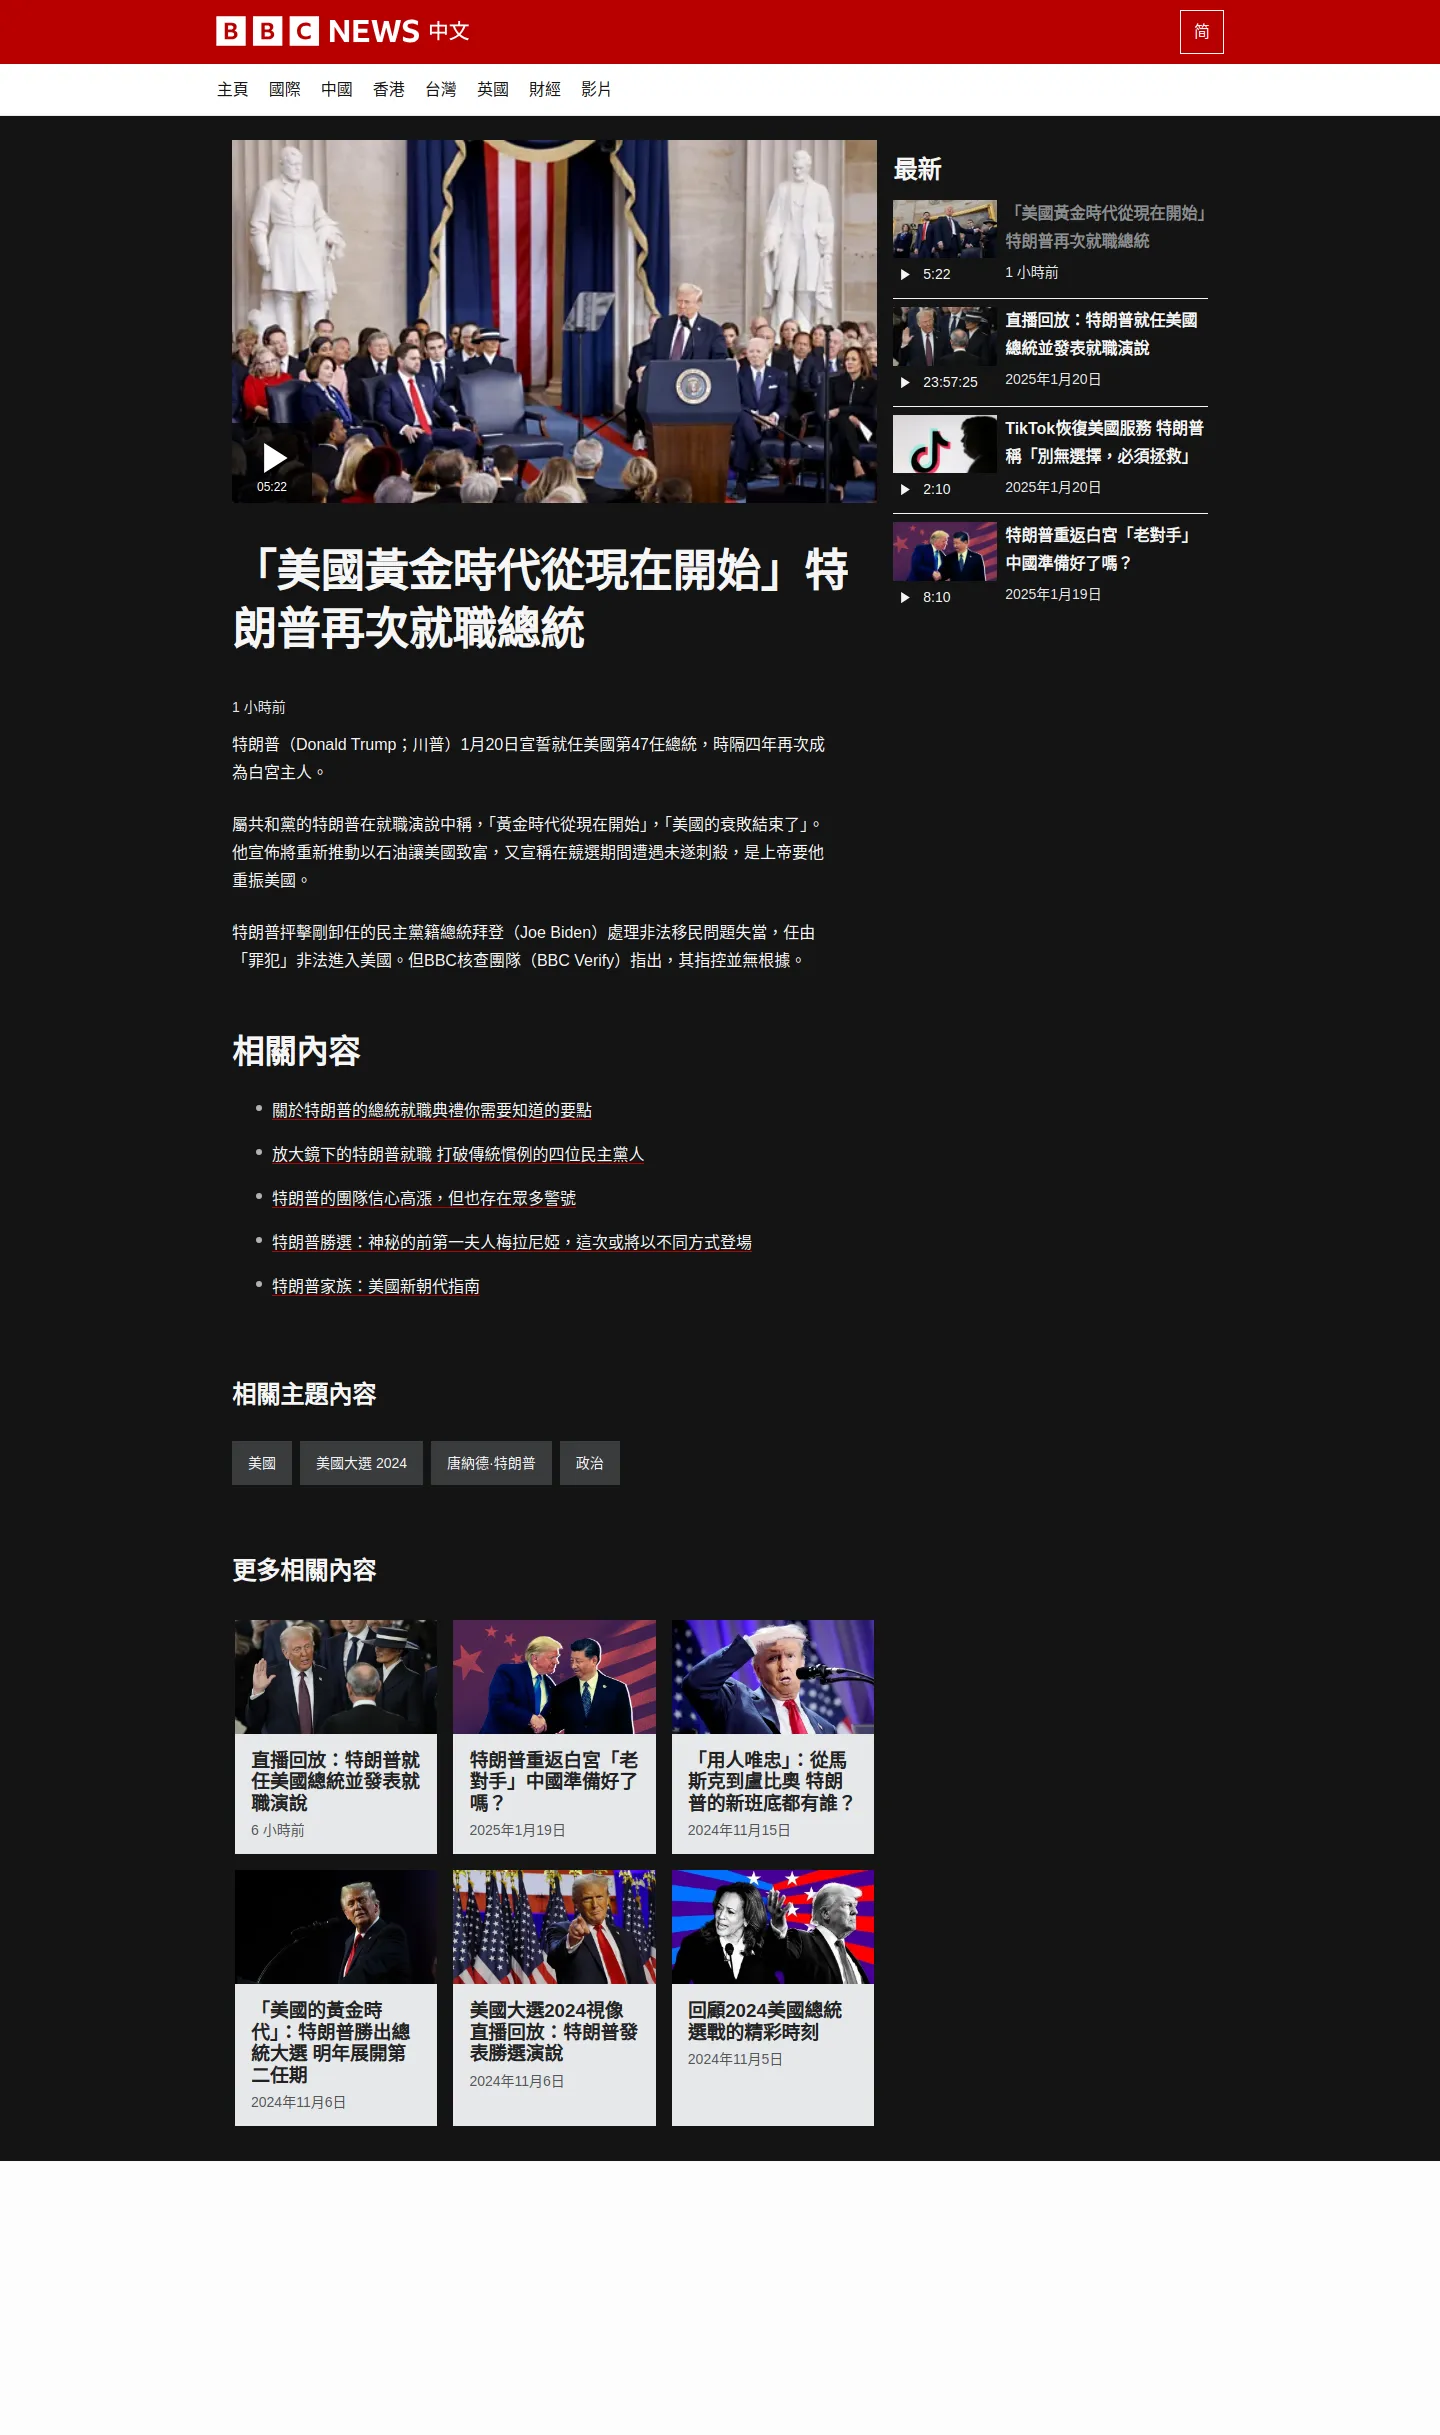 BBC NEWS 中文
简
主頁 國際 中國 香港 台灣 英國 財經 影片
05:22
「美國黃金時代從現在開始」特
朗普再次就職總統
1 小時前
特朗普（Donald Trump；川普）1月20日宣誓就任美國第47任總統，時隔四年再次成
為白宮主人。
屬共和黨的特朗普在就職演說中稱，「黃金時代從現在開始」，「美國的衰敗結束了」。
他宣佈將重新推動以石油讓美國致富，又宣稱在競選期間遭遇未遂刺殺，是上帝要他
重振美國。
特朗普抨擊剛卸任的民主黨籍總統拜登（Joe Biden）處理非法移民問題失當，任由
「罪犯」非法進入美國。但BBC核查團隊（BBC Verify）指出，其指控並無根據。
相關內容
關於特朗普的總統就職典禮你需要知道的要點
放大鏡下的特朗普就職 打破傳統慣例的四位民主黨人
特朗普的團隊信心高漲，但也存在眾多警號
特朗普勝選：神秘的前第一夫人梅拉尼婭，這次或將以不同方式登場
特朗普家族：美國新朝代指南
相關主題內容
美國
美國大選 2024
唐納德·特朗普
政治
更多相關內容
直播回放：特朗普就
任美國總統並發表就
職演說
6 小時前
特朗普重返白宮「老
對手」中國準備好了
嗎？
2025年1月19日
「用人唯忠」：從馬
斯克到盧比奧 特朗
普的新班底都有誰？
2024年11月15日
「美國的黃金時
代」：特朗普勝出總
統大選 明年展開第
二任期
2024年11月6日
美國大選2024視像
直播回放：特朗普發
表勝選演說
2024年11月6日
回顧2024美國總統
選戰的精彩時刻
2024年11月5日
最新
「美國黃金時代從現在開始」
特朗普再次就職總統
5:22
1 小時前
直播回放：特朗普就任美國
總統並發表就職演說
23:57:25
2025年1月20日
TikTok恢復美國服務 特朗普
稱「別無選擇，必須拯救」
2:10
2025年1月20日
特朗普重返白宮「老對手」
中國準備好了嗎？
8:10
2025年1月19日